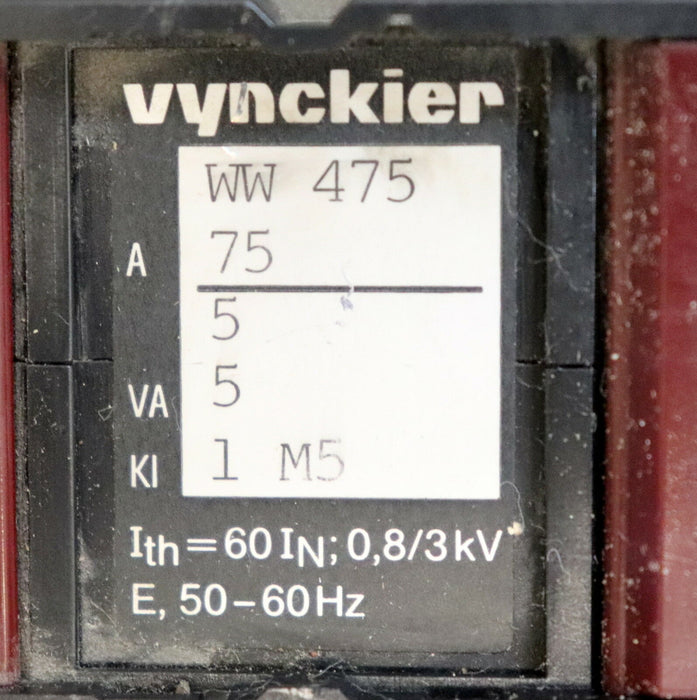 vynckier
WW 475
A 75
5
VA 5
Kl 1 M5
Ith=60 IN; 0,8/3 kV
E, 50-60 Hz